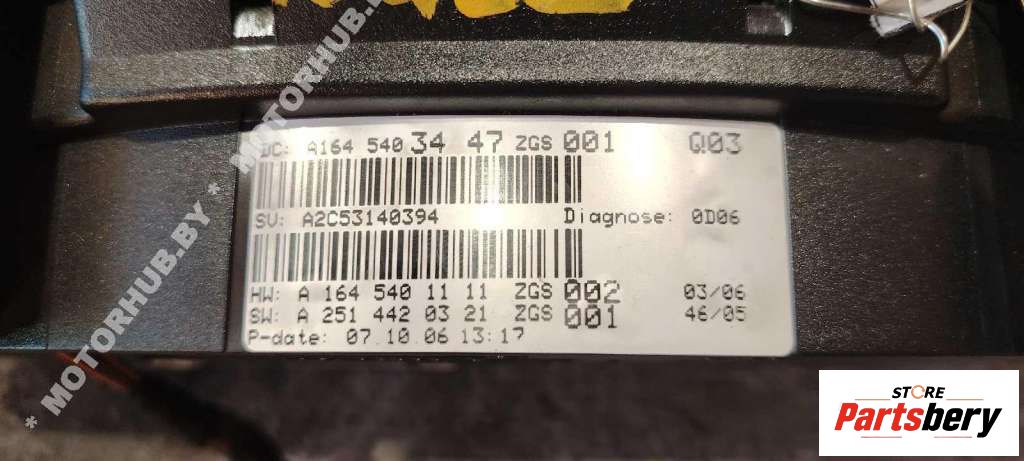 DC: A164 540 34 47 ZGS 001 Q03
SV: A2C53140394 Diagnose: 0D06
HW: A 164 540 11 11 ZGS 002 03/06
SW: A 251 442 03 21 ZGS 001 46/05
P-date: 07.10.06 13:17
* MOTORHUB.BY * MOTORHUB.BY
STORE
Partsbery